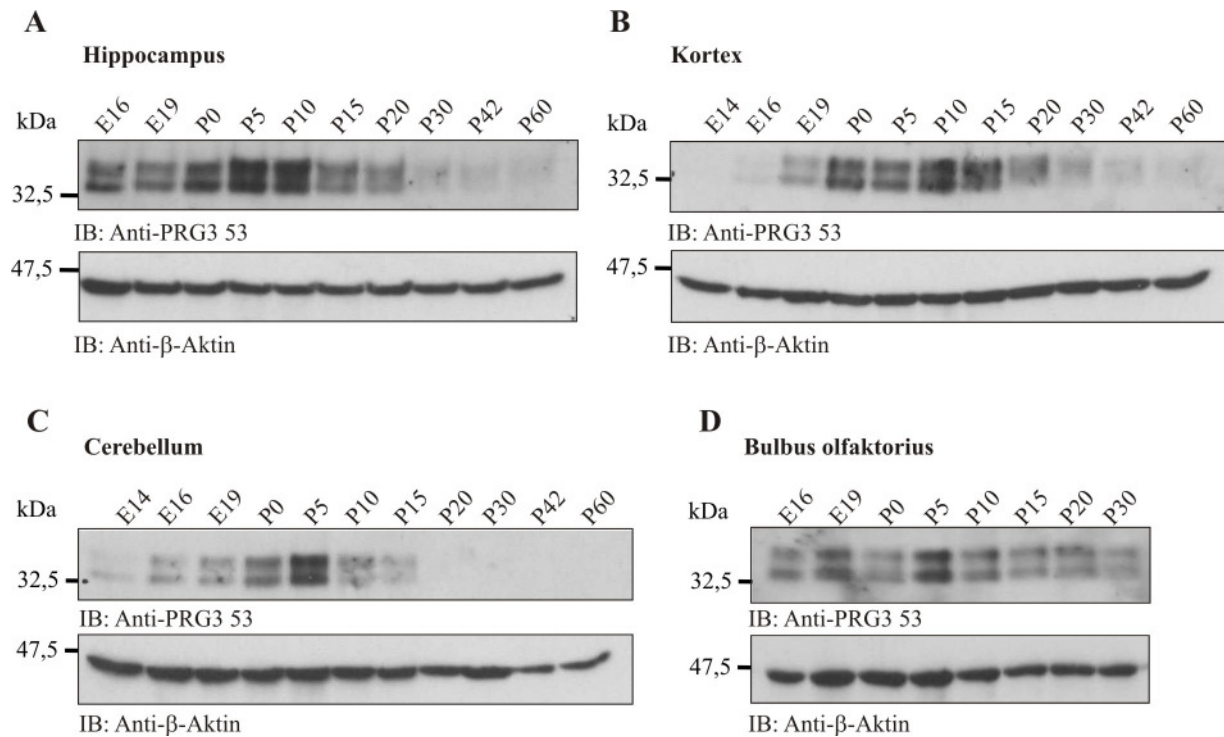 A
Hippocampus
kDa
E16 E19 P0 P5 P10 P15 P20 P30 P42 P60
32,5
IB: Anti-PRG3 53
47,5
IB: Anti-β-Aktin
B
Kortex
kDa
E14 E16 E19 P0 P5 P10 P15 P20 P30 P42 P60
32,5
IB: Anti-PRG3 53
47,5
IB: Anti-β-Aktin
C
Cerebellum
kDa
E14 E16 E19 P0 P5 P10 P15 P20 P30 P42 P60
32,5
IB: Anti-PRG3 53
47,5
IB: Anti-β-Aktin
D
Bulbus olfaktorius
kDa
E16 E19 P0 P5 P10 P15 P20 P30
32,5
IB: Anti-PRG3 53
47,5
IB: Anti-β-Aktin